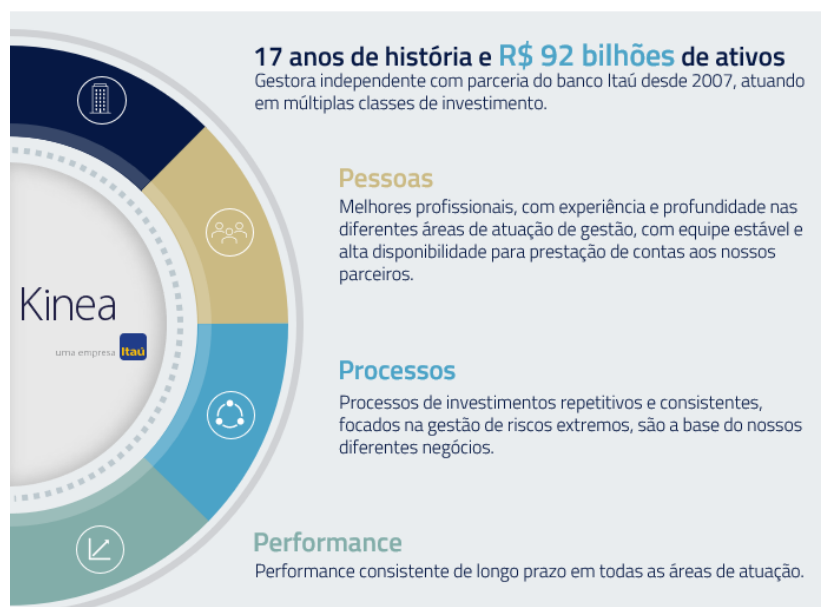 17 anos de história e R$ 92 bilhões de ativos
Gestora independente com parceria do banco Itaú desde 2007, atuando
em múltiplas classes de investimento.
Pessoas
Melhores profissionais, com experiência e profundidade nas
diferentes áreas de atuação de gestão, com equipe estável e
alta disponibilidade para prestação de contas aos nossos
parceiros.
Kinea
uma empresa Itaú
Processos
Processos de investimentos repetitivos e consistentes,
focados na gestão de riscos extremos, são a base do nossos
diferentes negócios.
Performance
Performance consistente de longo prazo em todas as áreas de atuação.